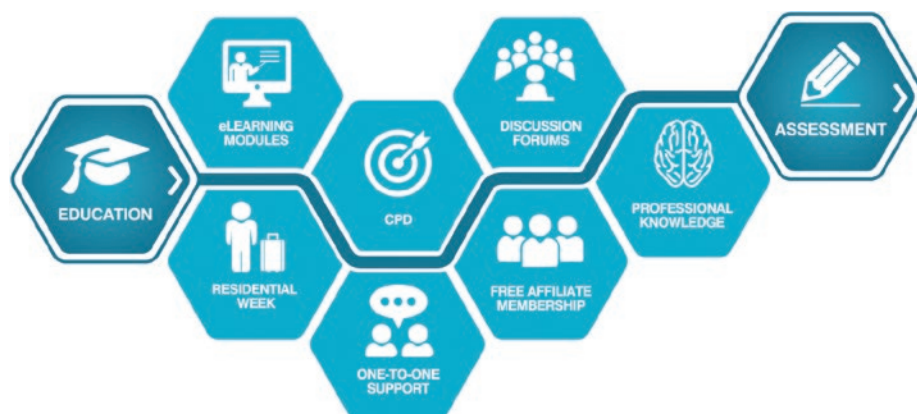 EDUCATION
eLEARNING
MODULES
RESIDENTIAL
WEEK
CPD
ONE-TO-ONE
SUPPORT
DISCUSSION
FORUMS
FREE AFFILIATE
MEMBERSHIP
PROFESSIONAL
KNOWLEDGE
ASSESSMENT